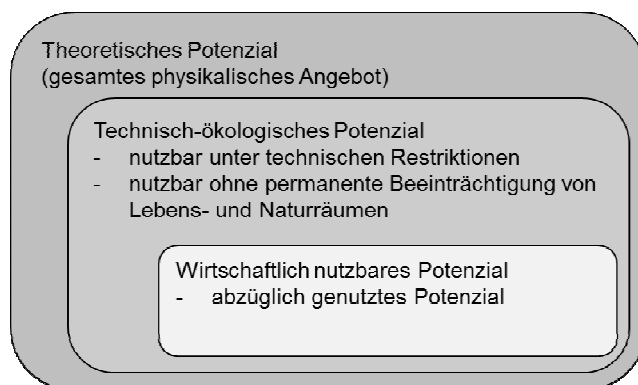 Theoretisches Potenzial
(gesamtes physikalisches Angebot)
Technisch-ökologisches Potenzial
- nutzbar unter technischen Restriktionen
- nutzbar ohne permanente Beeinträchtigung von
Lebens- und Naturräumen
Wirtschaftlich nutzbares Potenzial
- abzüglich genutztes Potenzial